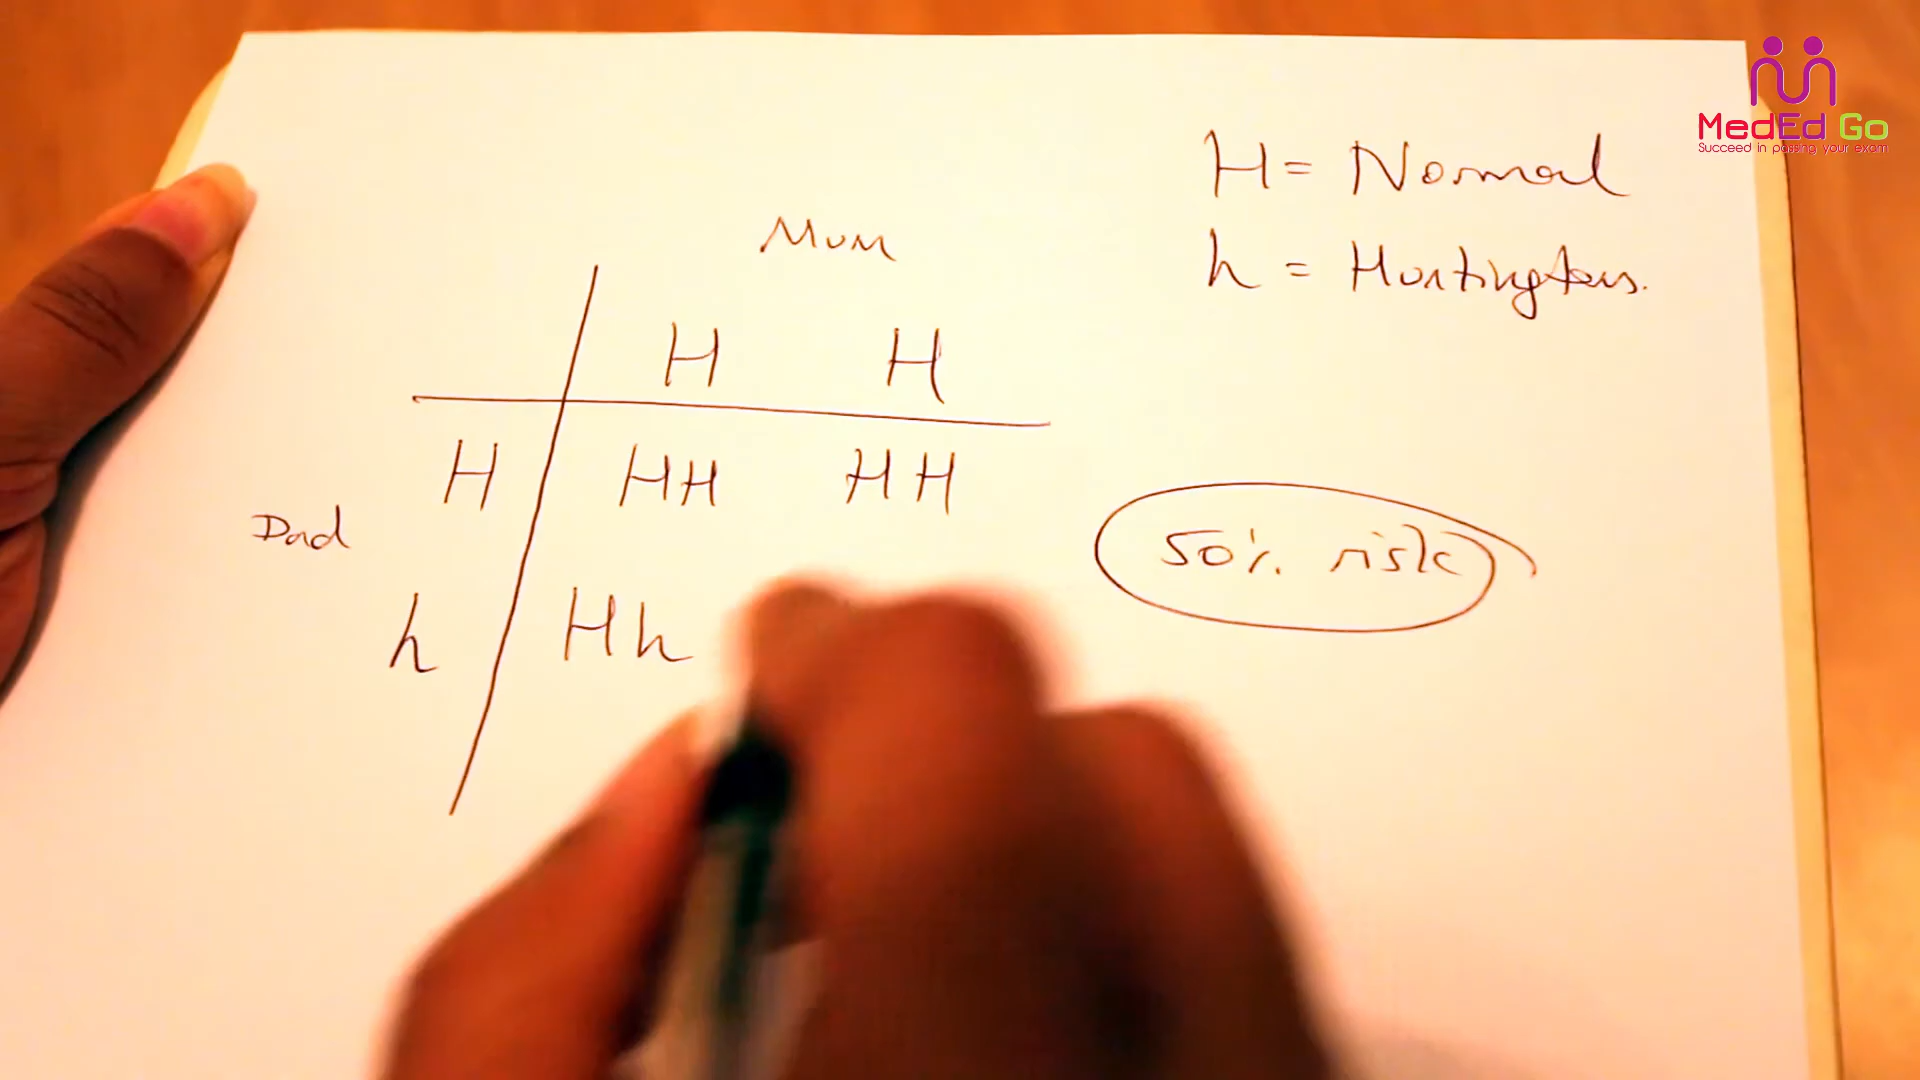 MedEd Go
Succeed in passing your exam
H = Normal
h = Huntingtons.
Mum
H H
H HH HH
Dad
50% risk
h Hh